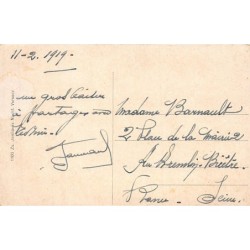 11-2. 1919.
un gros baiser
à partager avec
Madame Barnault
2 Place de la Mairie
Au Kremlin-Bicêtre
France. Seine.